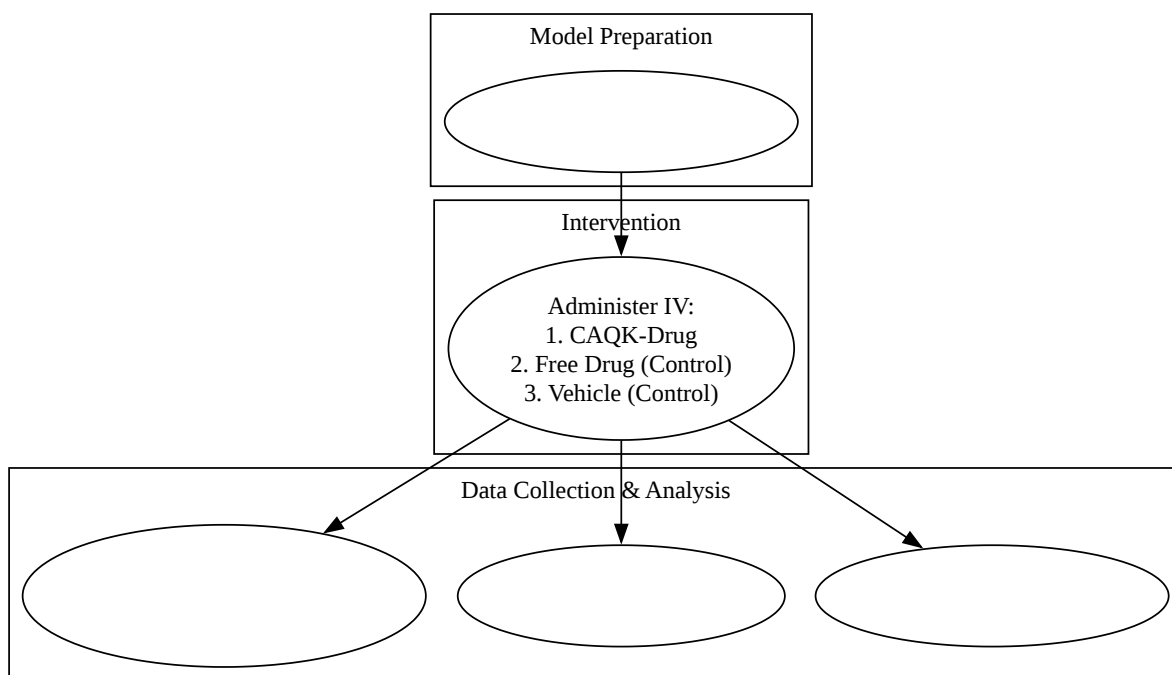 Model Preparation
Intervention
Administer IV:
1. CAQK-Drug
2. Free Drug (Control)
3. Vehicle (Control)
Data Collection & Analysis